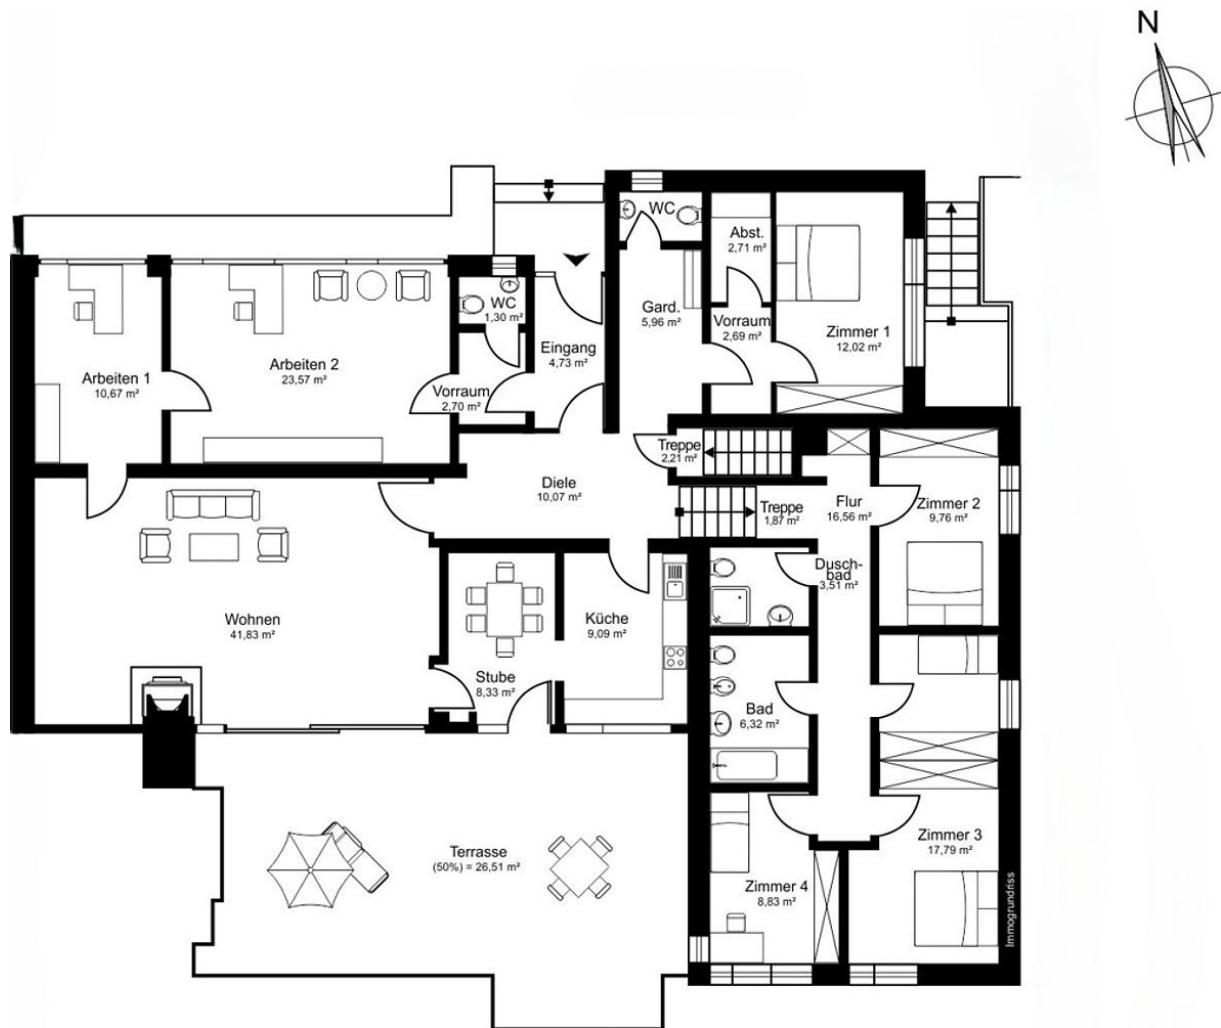 N
WC
Abst.
2,71 m²
WC
1,30 m²
Gard.
5,96 m²
Vorraum
2,69 m²
Zimmer 1
12,02 m²
Eingang
4,73 m²
Arbeiten 2
23,57 m²
Arbeiten 1
10,67 m²
Vorraum
2,70 m²
Treppe
2,21 m²
Diele
10,07 m²
Treppe
1,87 m²
Flur
16,56 m²
Zimmer 2
9,76 m²
Dusch-
bad
3,51 m²
Wohnen
41,83 m²
Küche
9,09 m²
Stube
8,33 m²
Bad
6,32 m²
Zimmer 3
17,79 m²
Terrasse
(50%) = 26,51 m²
Zimmer 4
8,83 m²
Immogrundriss